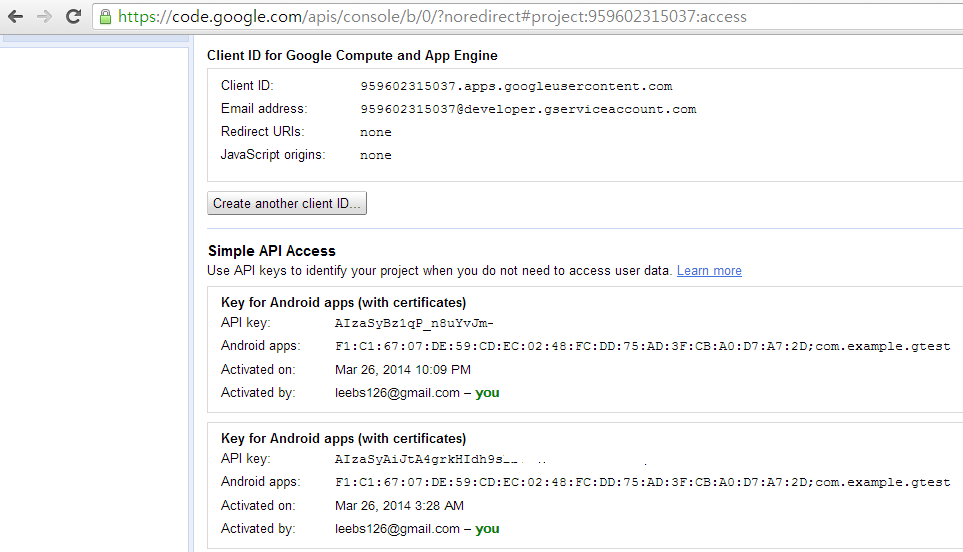 https://code.google.com/apis/console/b/0/?noredirect#project:959602315037:access
Client ID for Google Compute and App Engine
Client ID: 959602315037.apps.googleusercontent.com
Email address: 959602315037@developer.gserviceaccount.com
Redirect URIs: none
JavaScript origins: none
Create another client ID...
Simple API Access
Use API keys to identify your project when you do not need to access user data. Learn more
Key for Android apps (with certificates)
API key: AIzaSyBz1qP_n8uYvJm-
Android apps: F1:C1:67:07:DE:59:CD:EC:02:48:FC:DD:75:AD:3F:CB:A0:D7:A7:2D;com.example.gtest
Activated on: Mar 26, 2014 10:09 PM
Activated by: leebs126@gmail.com – you
Key for Android apps (with certificates)
API key: AIzaSyAiJtA4grkHIdh9s
Android apps: F1:C1:67:07:DE:59:CD:EC:02:48:FC:DD:75:AD:3F:CB:A0:D7:A7:2D;com.example.gtest
Activated on: Mar 26, 2014 3:28 AM
Activated by: leebs126@gmail.com – you